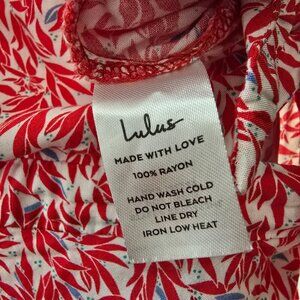 Lulus
MADE WITH LOVE
100% RAYON
HAND WASH COLD
DO NOT BLEACH
LINE DRY
IRON LOW HEAT